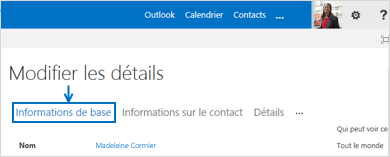 Outlook Calendrier Contacts ... ?
Modifier les détails
Informations de base Informations sur le contact Détails ...
Qui peut voir ce
Nom Madeleine Cormier Tout le monde